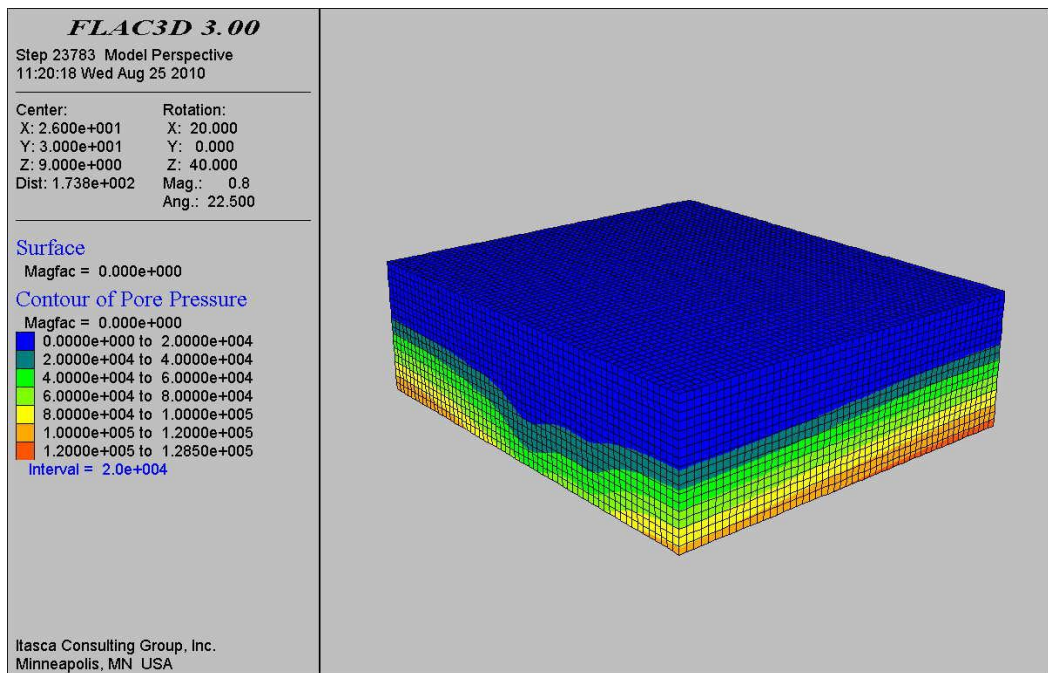 FLAC3D 3.00
Step 23783 Model Perspective
11:20:18 Wed Aug 25 2010
Center: Rotation:
X: 2.600e+001 X: 20.000
Y: 3.000e+001 Y: 0.000
Z: 9.000e+000 Z: 40.000
Dist: 1.738e+002 Mag.: 0.8
Ang.: 22.500
Surface
Magfac = 0.000e+000
Contour of Pore Pressure
Magfac = 0.000e+000
0.0000e+000 to 2.0000e+004
2.0000e+004 to 4.0000e+004
4.0000e+004 to 6.0000e+004
6.0000e+004 to 8.0000e+004
8.0000e+004 to 1.0000e+005
1.0000e+005 to 1.2000e+005
1.2000e+005 to 1.2850e+005
Interval = 2.0e+004
Itasca Consulting Group, Inc.
Minneapolis, MN USA